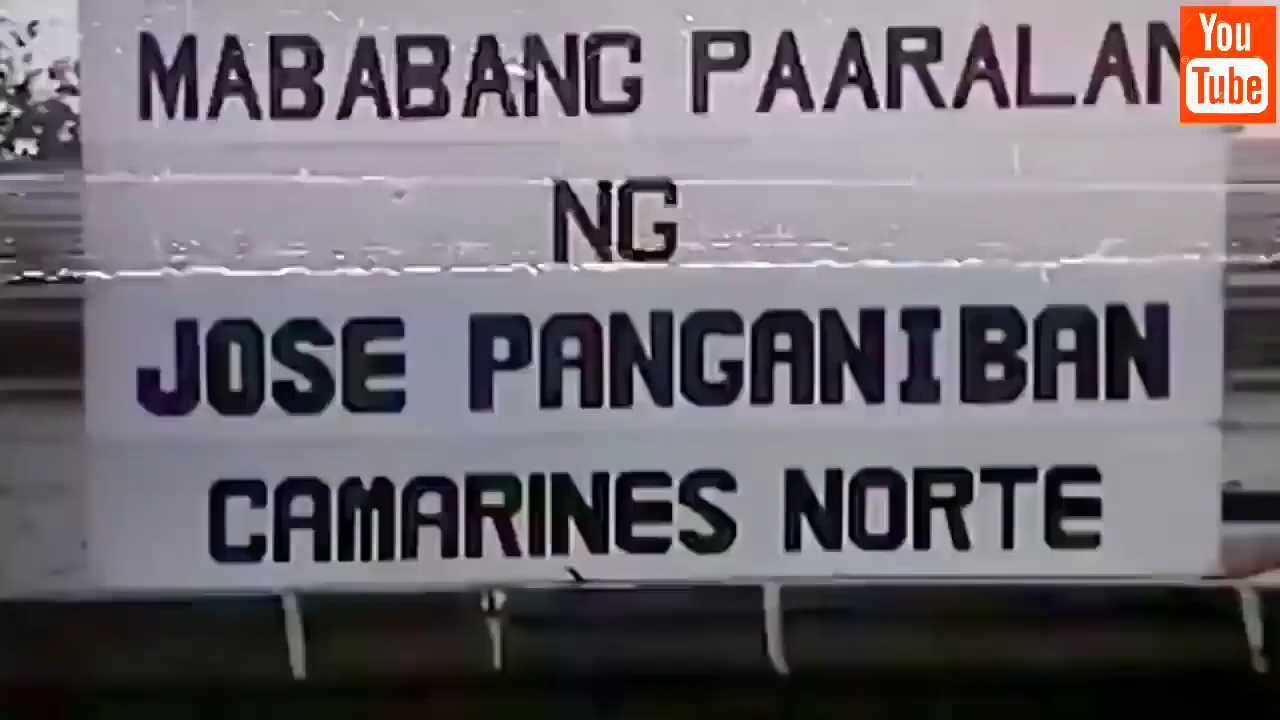 MABABANG PAARALAN
NG
JOSE PANGANIBAN
CAMARINES NORTE
You
Tube